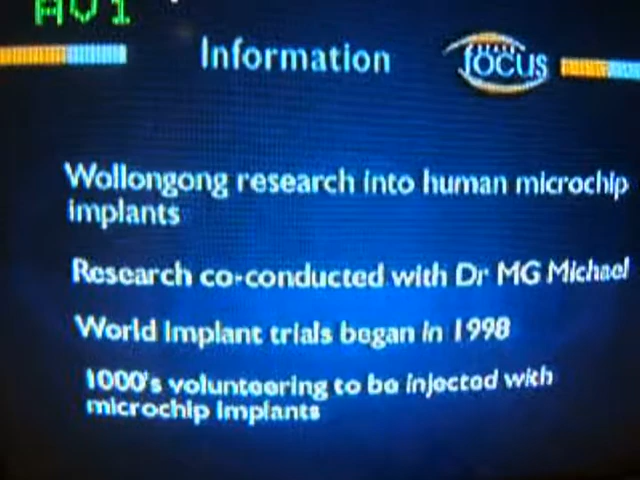 AV1
Information
focus
Wollongong research into human microchip
implants
Research co-conducted with Dr MG Michael
World implant trials began in 1998
1000's volunteering to be injected with
microchip implants